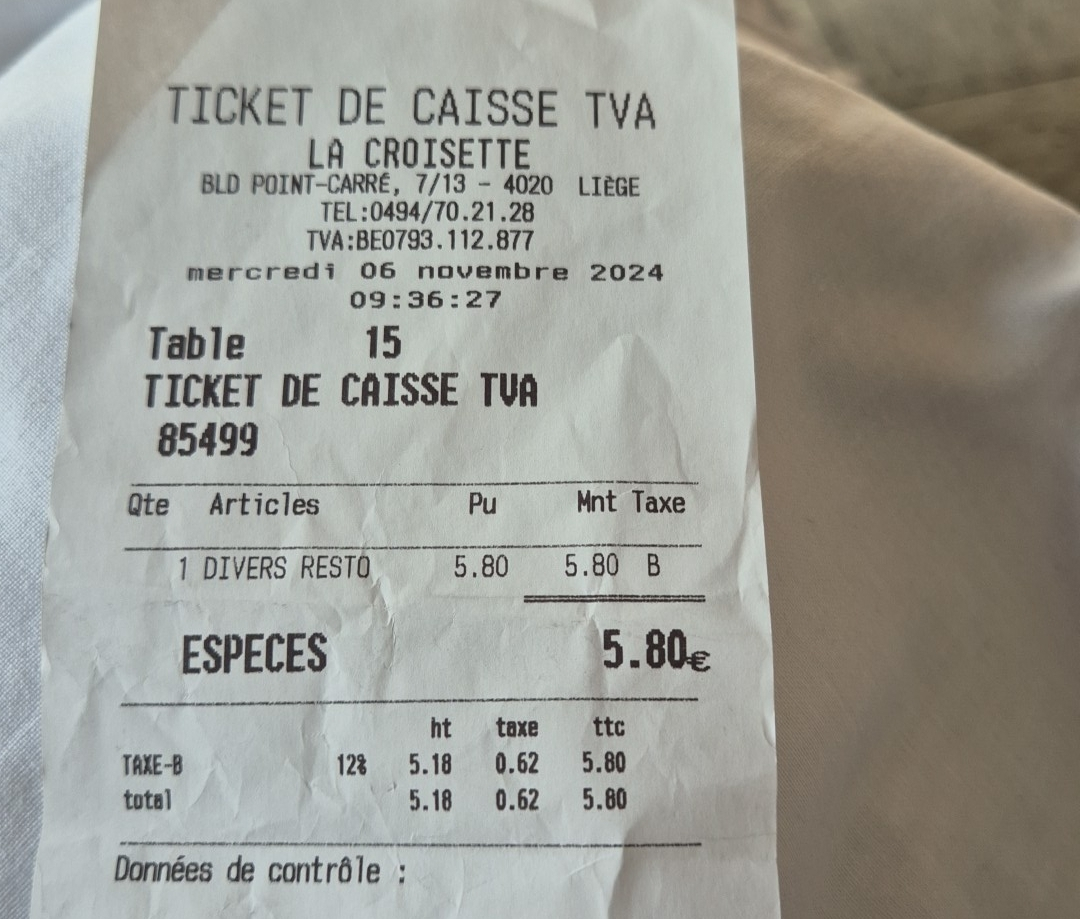 TICKET DE CAISSE TVA
LA CROISETTE
BLD POINT-CARRÉ, 7/13 - 4020 LIÈGE
TEL:0494/70.21.28
TVA:BE0793.112.877
mercredi 06 novembre 2024
09:36:27
Table 15
TICKET DE CAISSE TVA
85499
Qte Articles Pu Mnt Taxe
1 DIVERS RESTO 5.80 5.80 B
ESPECES 5.80€
ht taxe ttc
TAXE-B 12% 5.18 0.62 5.80
total 5.18 0.62 5.80
Données de contrôle :